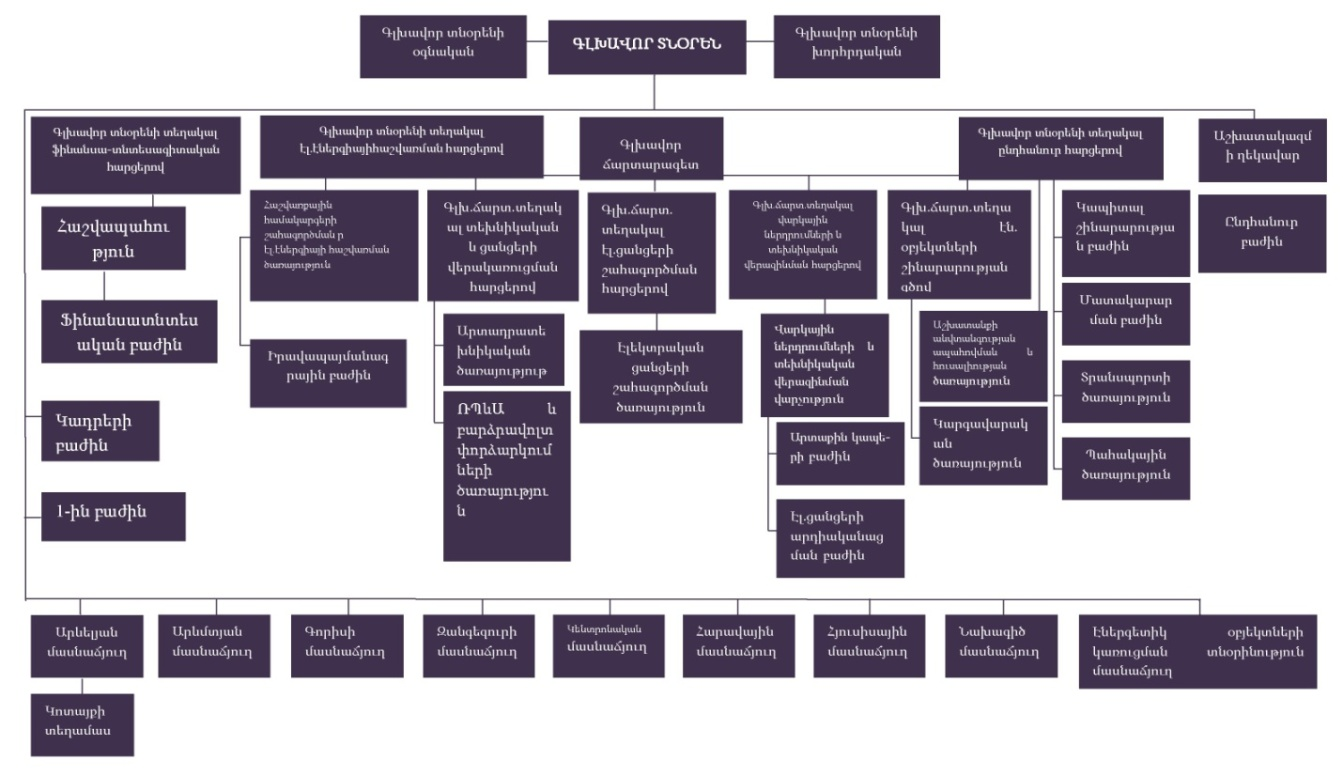 Գլխավոր տնօրենի
օգնական
ԳԼԽԱՎՈՐ ՏՆՕՐԵՆ
Գլխավոր տնօրենի
խորհրդական
Գլխավոր տնօրենի տեղակալ
ֆինանսա-տնտեսագիտական
հարցերով
Գլխավոր տնօրենի տեղակալ
էլ.էներգիայիհաշվառման հարցերով
Գլխավոր
ճարտարագետ
Գլխավոր տնօրենի տեղակալ
ընդհանուր հարցերով
Աշխատակազմ
ի ղեկավար
Հաշվապահու
թյուն
Ֆինանսատնտես
ական բաժին
Կադրերի
բաժին
1-ին բաժին
Հաշվառքային
համակարգերի
շահագործման ր
էլ.էներգիայի հաշվառման
ծառայություն
Իրավապայմանագ
րային բաժին
Գլխ.ճարտ.տեղակ
ալ տեխնիկական
և ցանցերի
վերակառուցման
հարցերով
Արտադրատե
խնիկական
ծառայութ
ՌՊևԱ և
բարձրավոլտ
փորձարկում
ների
ծառայությու
ն
Գլխ.ճարտ.
տեղակալ
էլ.ցանցերի
շահագործման
հարցերով
Էլեկտրական
ցանցերի
շահագործման
ծառայություն
Գլխ.ճարտ.տեղակալ
վարկային
ներդրումների և
տեխնիկական
վերազինման հարցերով
Վարկային
ներդրումների և
տեխնիկական
վերազինման
վարչություն
Արտաքին կապե-
րի բաժին
Էլ.ցանցերի
արդիականաց
ման բաժին
Գլխ.ճարտ.տեղա
կալ էն.
օբյեկտների
շինարարության
գծով
Աշխատանքի
անվտանգության
ապահովման և
հուսալիության
ծառայություն
Կարգավարակ
ան
ծառայություն
Կապիտալ
շինարարությա
ն բաժին
Մատակարար
ման բաժին
Տրանսպորտի
ծառայություն
Պահակային
ծառայություն
Ընդհանուր
բաժին
Արևելյան
մասնաճյուղ
Արևմտյան
մասնաճյուղ
Գորիսի
մասնաճյուղ
Զանգեզուրի
մասնաճյուղ
Կենտրոնական
մասնաճյուղ
Հարավային
մասնաճյուղ
Հյուսիսային
մասնաճյուղ
Նախագիծ
մասնաճյուղ
Էներգետիկ օբյեկտների
կառուցման տնօրինություն
մասնաճյուղ
Կոտայքի
տեղամաս